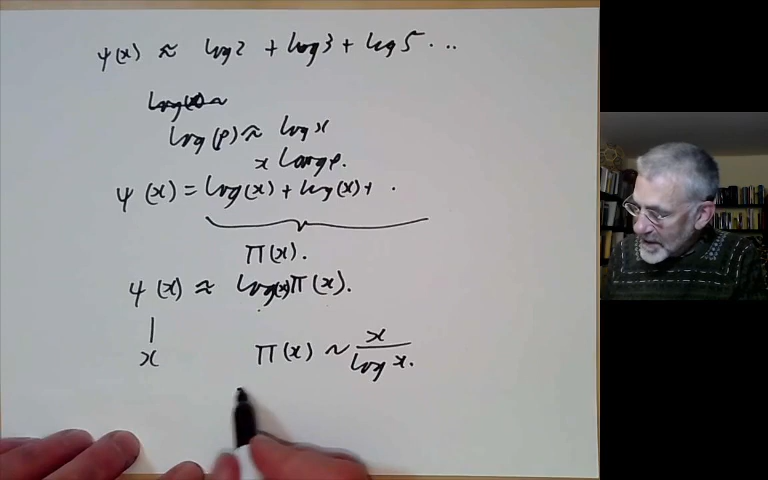 ψ(x) ≈ log 2 + log 3 + log 5 ...
log(p) ≈ log x
x large.
ψ(x) = log(x) + log(x) + .
π(x).
ψ(x) ≈ log(x) π(x).
|
x
π(x) ~ x / log x.